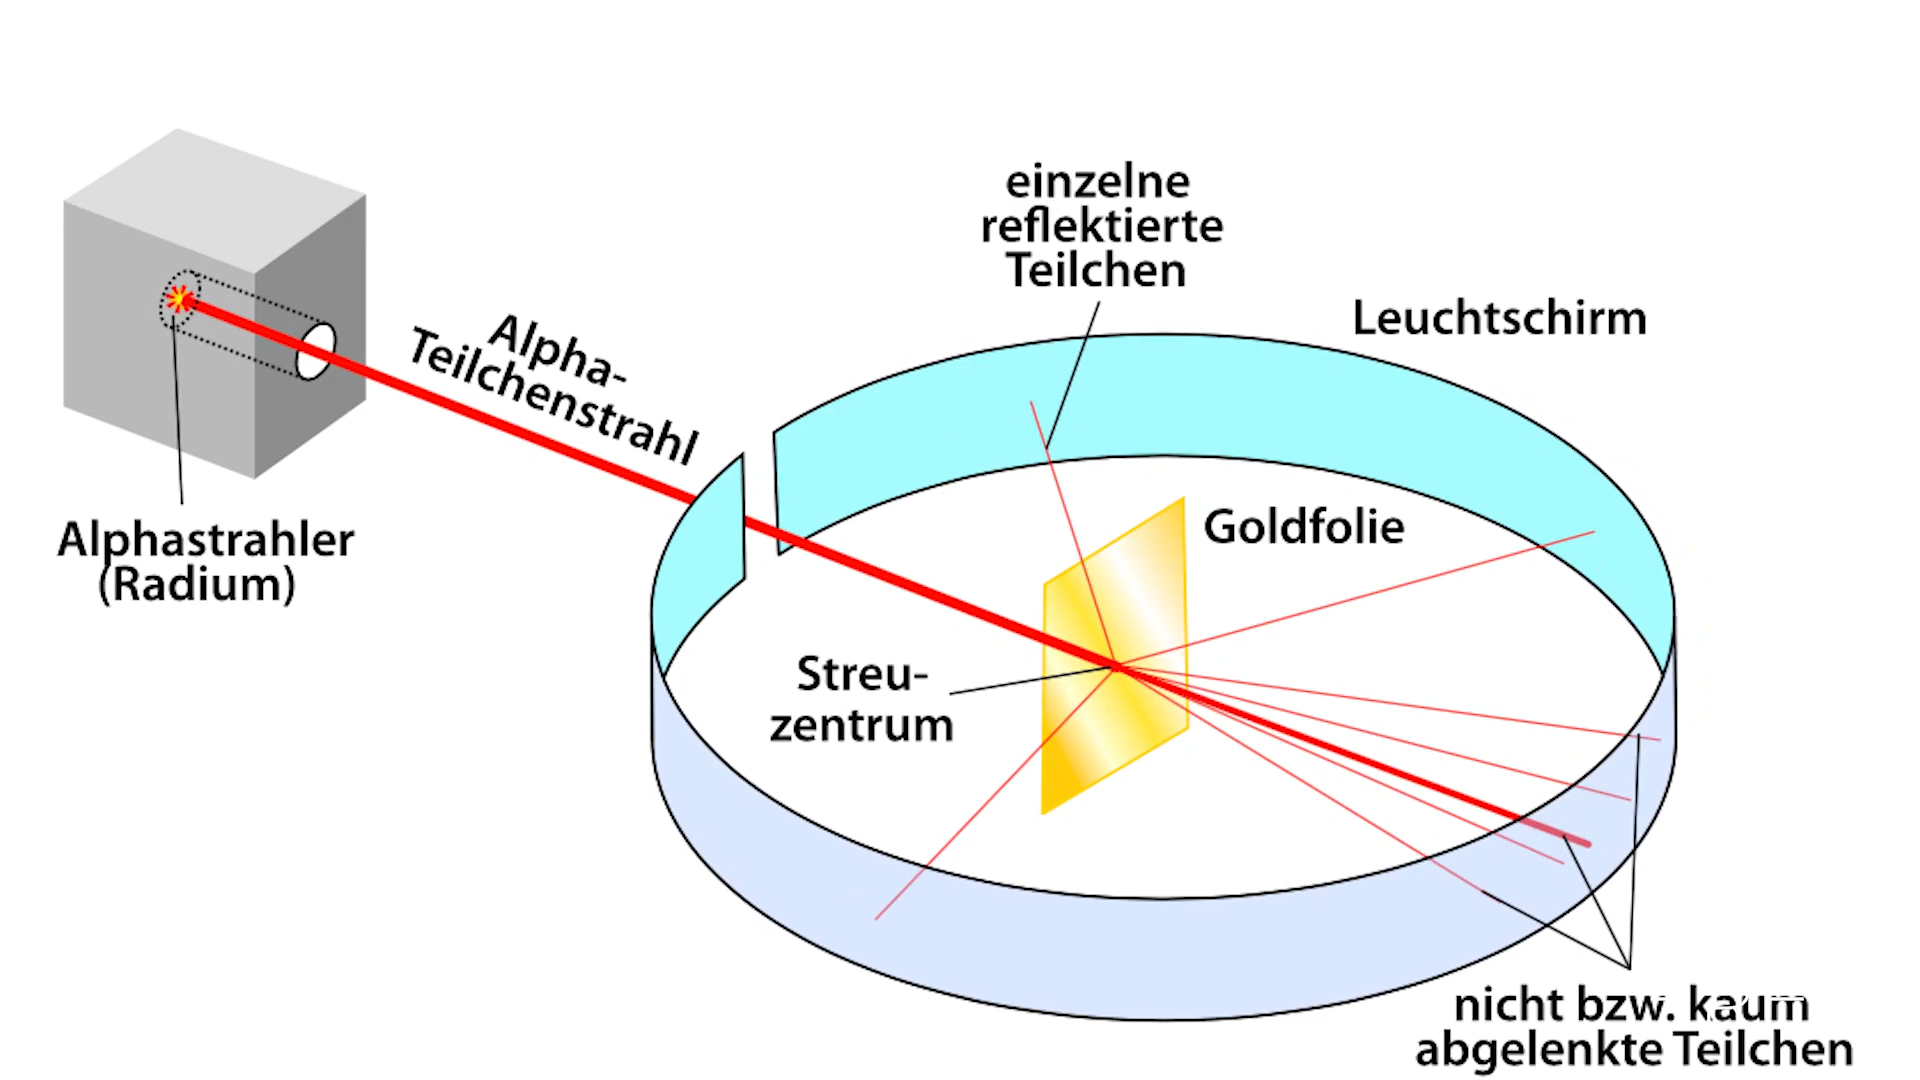 einzelne
reflektierte
Teilchen
Leuchtschirm
Alpha-
Teilchenstrahl
Goldfolie
Alphastrahler
(Radium)
Streu-
zentrum
nicht bzw. kaum
abgelenkte Teilchen